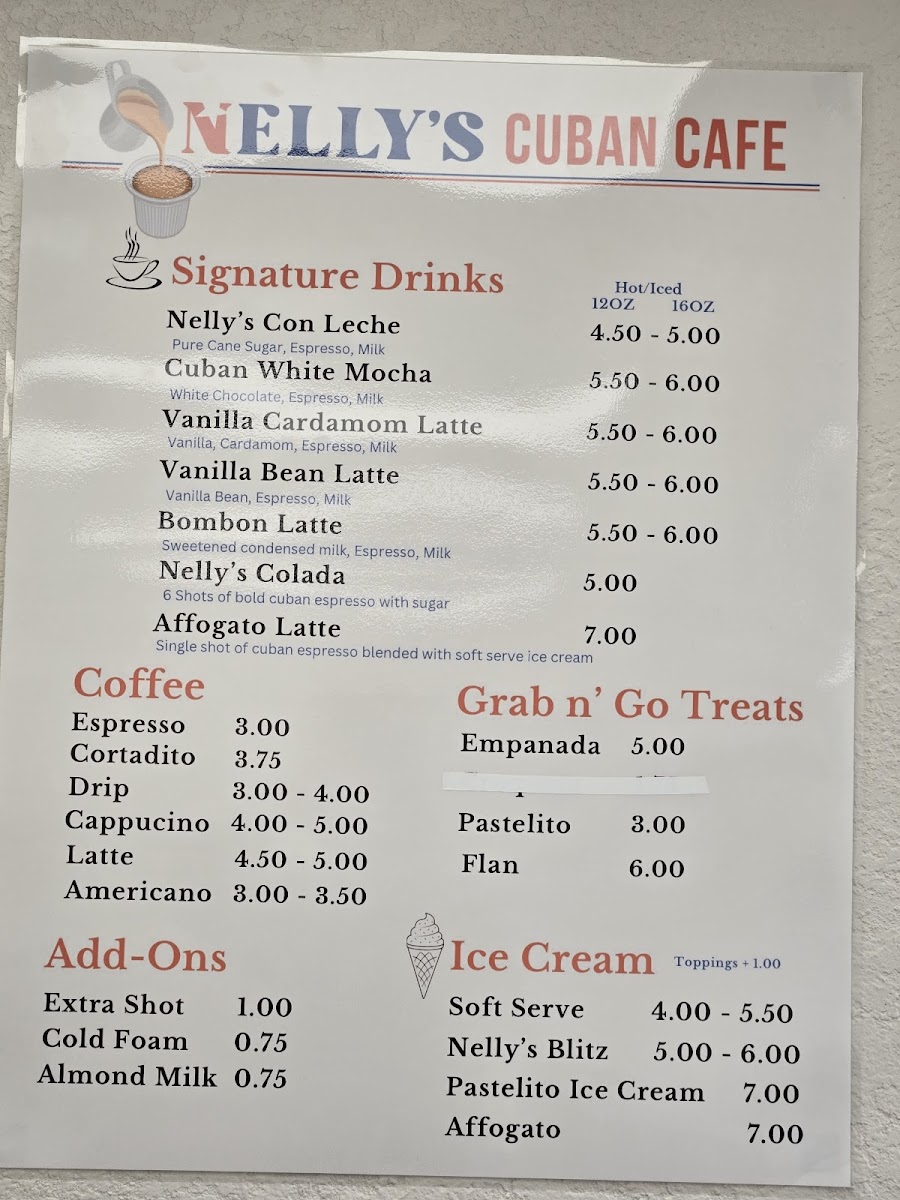 NELLY'S CUBAN CAFE
Signature Drinks
Hot/Iced
12OZ 16OZ
Nelly's Con Leche 4.50 - 5.00
Pure Cane Sugar, Espresso, Milk
Cuban White Mocha 5.50 - 6.00
White Chocolate, Espresso, Milk
Vanilla Cardamom Latte 5.50 - 6.00
Vanilla, Cardamom, Espresso, Milk
Vanilla Bean Latte 5.50 - 6.00
Vanilla Bean, Espresso, Milk
Bombon Latte 5.50 - 6.00
Sweetened condensed milk, Espresso, Milk
Nelly's Colada 5.00
6 Shots of bold cuban espresso with sugar
Affogato Latte 7.00
Single shot of cuban espresso blended with soft serve ice cream
Coffee
Espresso 3.00
Cortadito 3.75
Drip 3.00 - 4.00
Cappucino 4.00 - 5.00
Latte 4.50 - 5.00
Americano 3.00 - 3.50
Grab n' Go Treats
Empanada 5.00
Pastelito 3.00
Flan 6.00
Add-Ons
Extra Shot 1.00
Cold Foam 0.75
Almond Milk 0.75
Ice Cream Toppings + 1.00
Soft Serve 4.00 - 5.50
Nelly's Blitz 5.00 - 6.00
Pastelito Ice Cream 7.00
Affogato 7.00